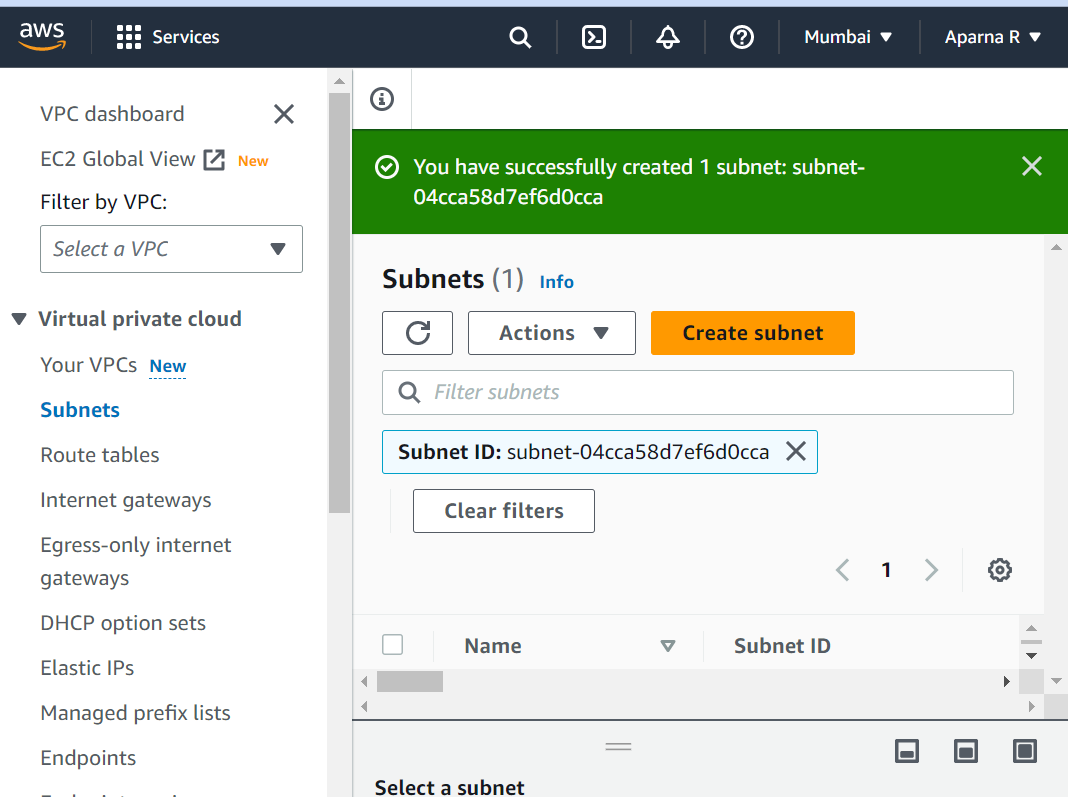 aws Services Mumbai Aparna R
VPC dashboard
EC2 Global View New
Filter by VPC:
Select a VPC
Virtual private cloud
Your VPCs New
Subnets
Route tables
Internet gateways
Egress-only internet
gateways
DHCP option sets
Elastic IPs
Managed prefix lists
Endpoints
You have successfully created 1 subnet: subnet-
04cca58d7ef6d0cca
Subnets (1) Info
Actions Create subnet
Filter subnets
Subnet ID: subnet-04cca58d7ef6d0cca
Clear filters
1
Name Subnet ID
Select a subnet